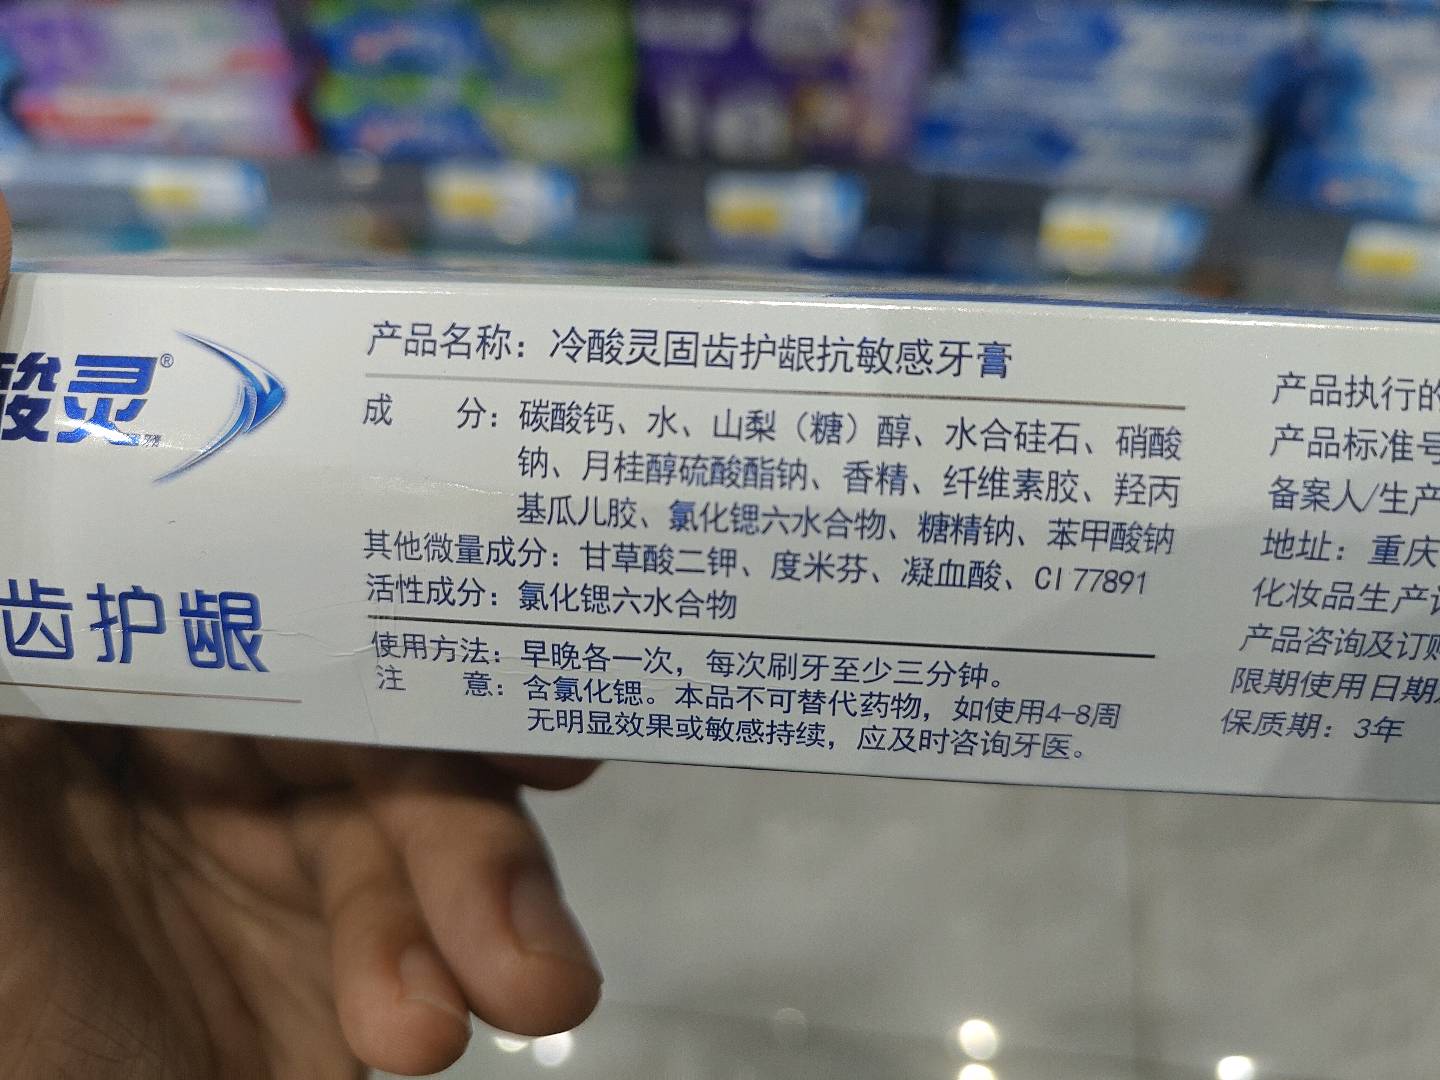 酸灵®
齿护龈
产品名称：冷酸灵固齿护龈抗敏感牙膏
成 分：碳酸钙、水、山梨（糖）醇、水合硅石、硝酸
钠、月桂醇硫酸酯钠、香精、纤维素胶、羟丙
基瓜儿胶、氯化锶六水合物、糖精钠、苯甲酸钠
其他微量成分：甘草酸二钾、度米芬、凝血酸、CI 77891
活性成分：氯化锶六水合物
使用方法：早晚各一次，每次刷牙至少三分钟。
注 意：含氯化锶。本品不可替代药物，如使用4-8周
无明显效果或敏感持续，应及时咨询牙医。
产品执行的
产品标准号
备案人/生产
地址：重庆
化妆品生产
产品咨询及订购
限期使用日期
保质期：3年